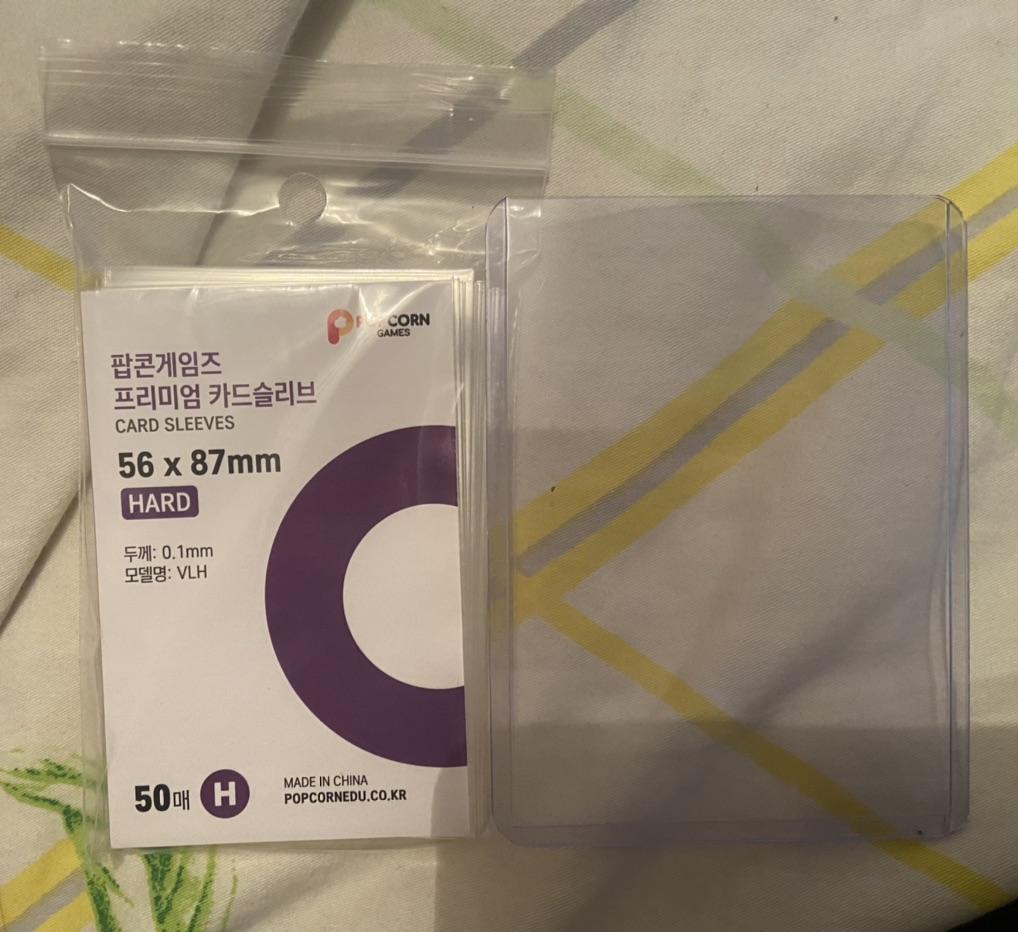 POPCORN
GAMES
팝콘게임즈
프리미엄 카드슬리브
CARD SLEEVES
56 x 87mm
HARD
두께: 0.1mm
모델명: VLH
50매 H
MADE IN CHINA
POPCORNEDU.CO.KR